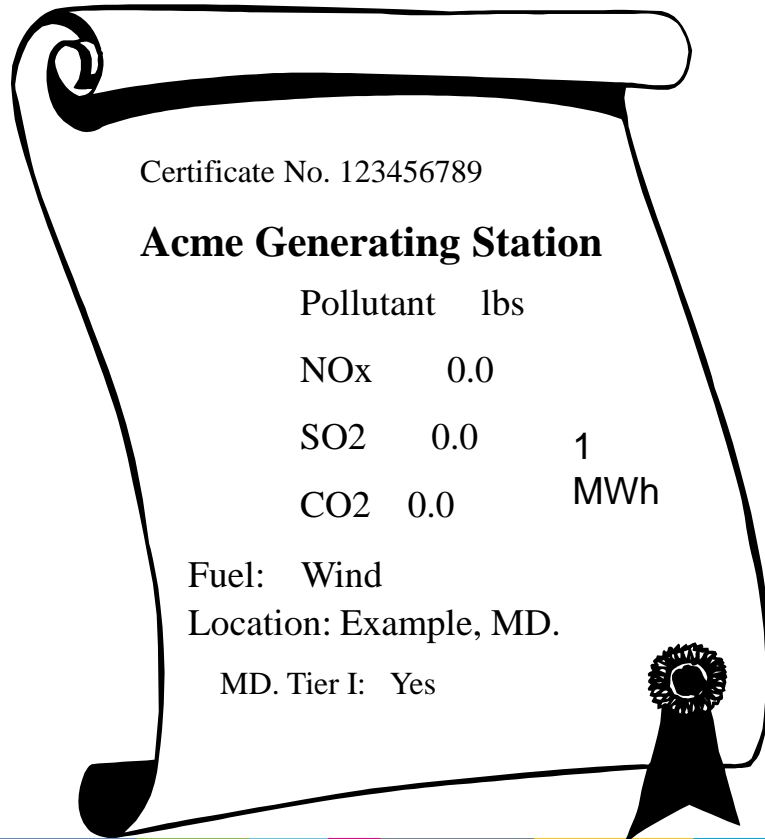 Certificate No. 123456789
Acme Generating Station
Pollutant lbs
NOx 0.0
SO2 0.0
CO2 0.0
1
MWh
Fuel: Wind
Location: Example, MD.
MD. Tier I: Yes